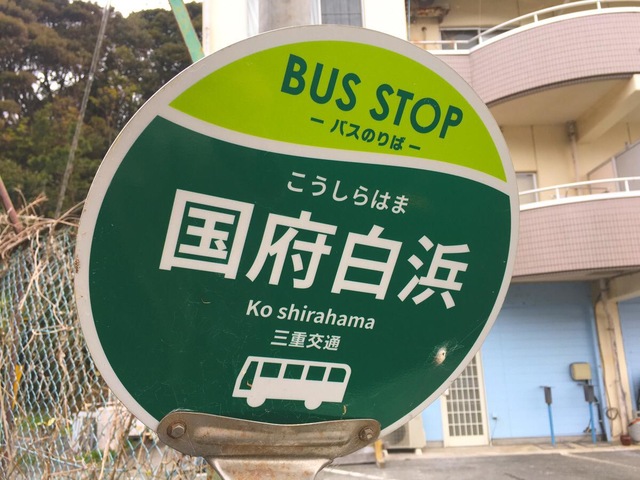 BUS STOP
ー バスのりば ー
こうしらはま
国府白浜
Ko shirahama
三重交通